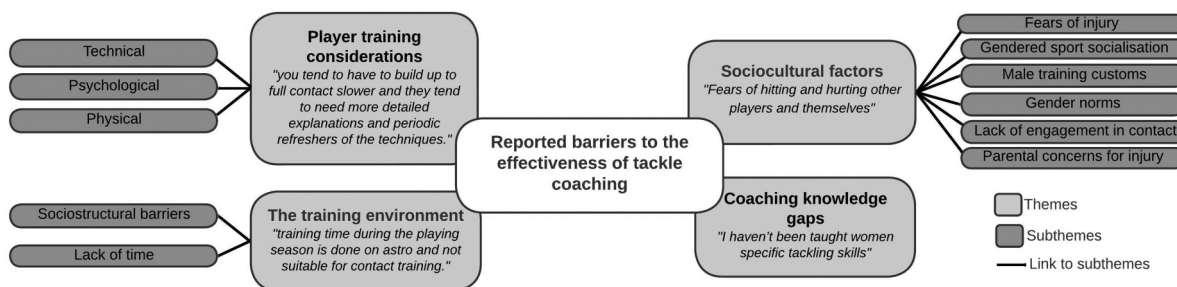 Technical
Psychological
Physical
Player training
considerations
"you tend to have to build up to
full contact slower and they tend
to need more detailed
explanations and periodic
refreshers of the techniques."
Sociostructural barriers
Lack of time
The training environment
"training time during the playing
season is done on astro and not
suitable for contact training."
Reported barriers to the
effectiveness of tackle
coaching
Sociocultural factors
"Fears of hitting and hurting other
players and themselves"
Fears of injury
Gendered sport socialisation
Male training customs
Gender norms
Lack of engagement in contact
Parental concerns for injury
Coaching knowledge
gaps
"I haven't been taught women
specific tackling skills"
Themes
Subthemes
Link to subthemes